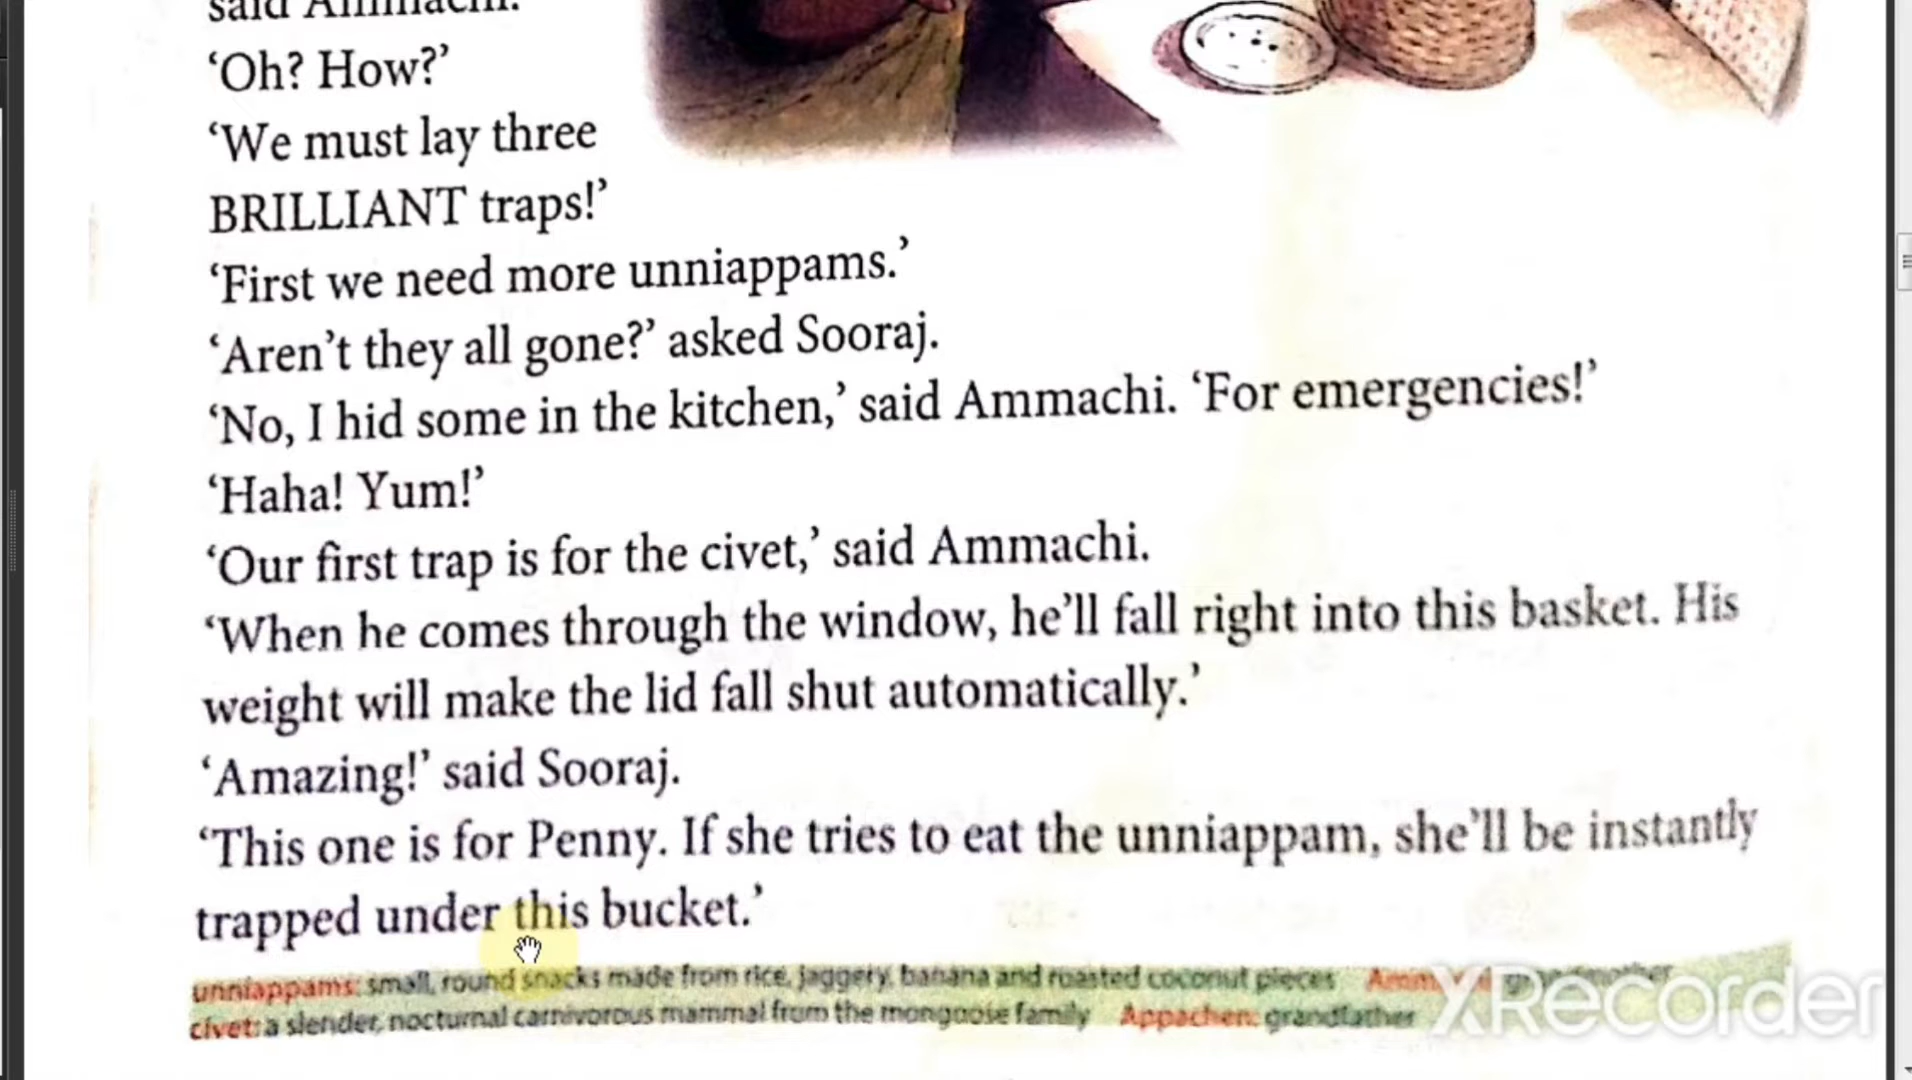 said Ammachi.
‘Oh? How?’
‘We must lay three
BRILLIANT traps!’
‘First we need more unniappams.’
‘Aren’t they all gone?’ asked Sooraj.
‘No, I hid some in the kitchen,’ said Ammachi. ‘For emergencies!’
‘Haha! Yum!’
‘Our first trap is for the civet,’ said Ammachi.
‘When he comes through the window, he’ll fall right into this basket. His
weight will make the lid fall shut automatically.’
‘Amazing!’ said Sooraj.
‘This one is for Penny. If she tries to eat the unniappam, she’ll be instantly
trapped under this bucket.’
unniappams: small, round snacks made from rice, jaggery, banana and roasted coconut pieces Ammachi: grandmother
civet: a slender, nocturnal carnivorous mammal from the mongoose family Appachen: grandfather
XRecorder